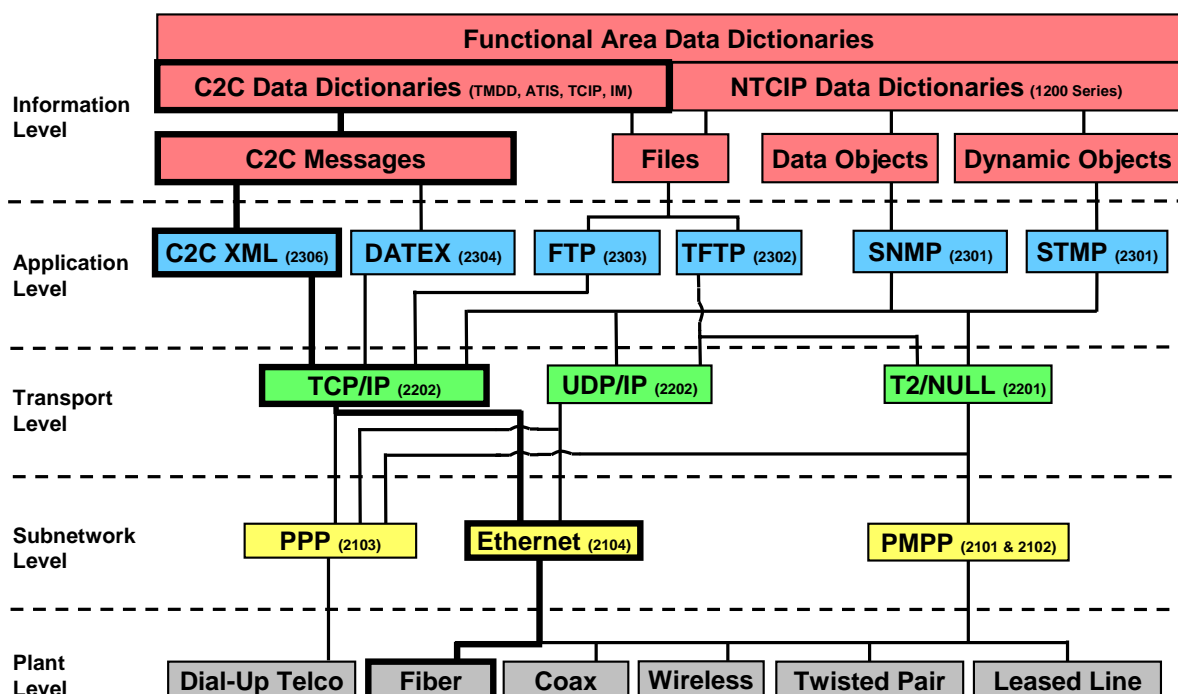 Functional Area Data Dictionaries
C2C Data Dictionaries (TMDD, ATIS, TCIP, IM)
NTCIP Data Dictionaries (1200 Series)
Information
Level
C2C Messages
Files
Data Objects
Dynamic Objects
Application
Level
C2C XML (2306)
DATEX (2304)
FTP (2303)
TFTP (2302)
SNMP (2301)
STMP (2301)
Transport
Level
TCP/IP (2202)
UDP/IP (2202)
T2/NULL (2201)
Subnetwork
Level
PPP (2103)
Ethernet (2104)
PMPP (2101 & 2102)
Plant
Level
Dial-Up Telco
Fiber
Coax
Wireless
Twisted Pair
Leased Line